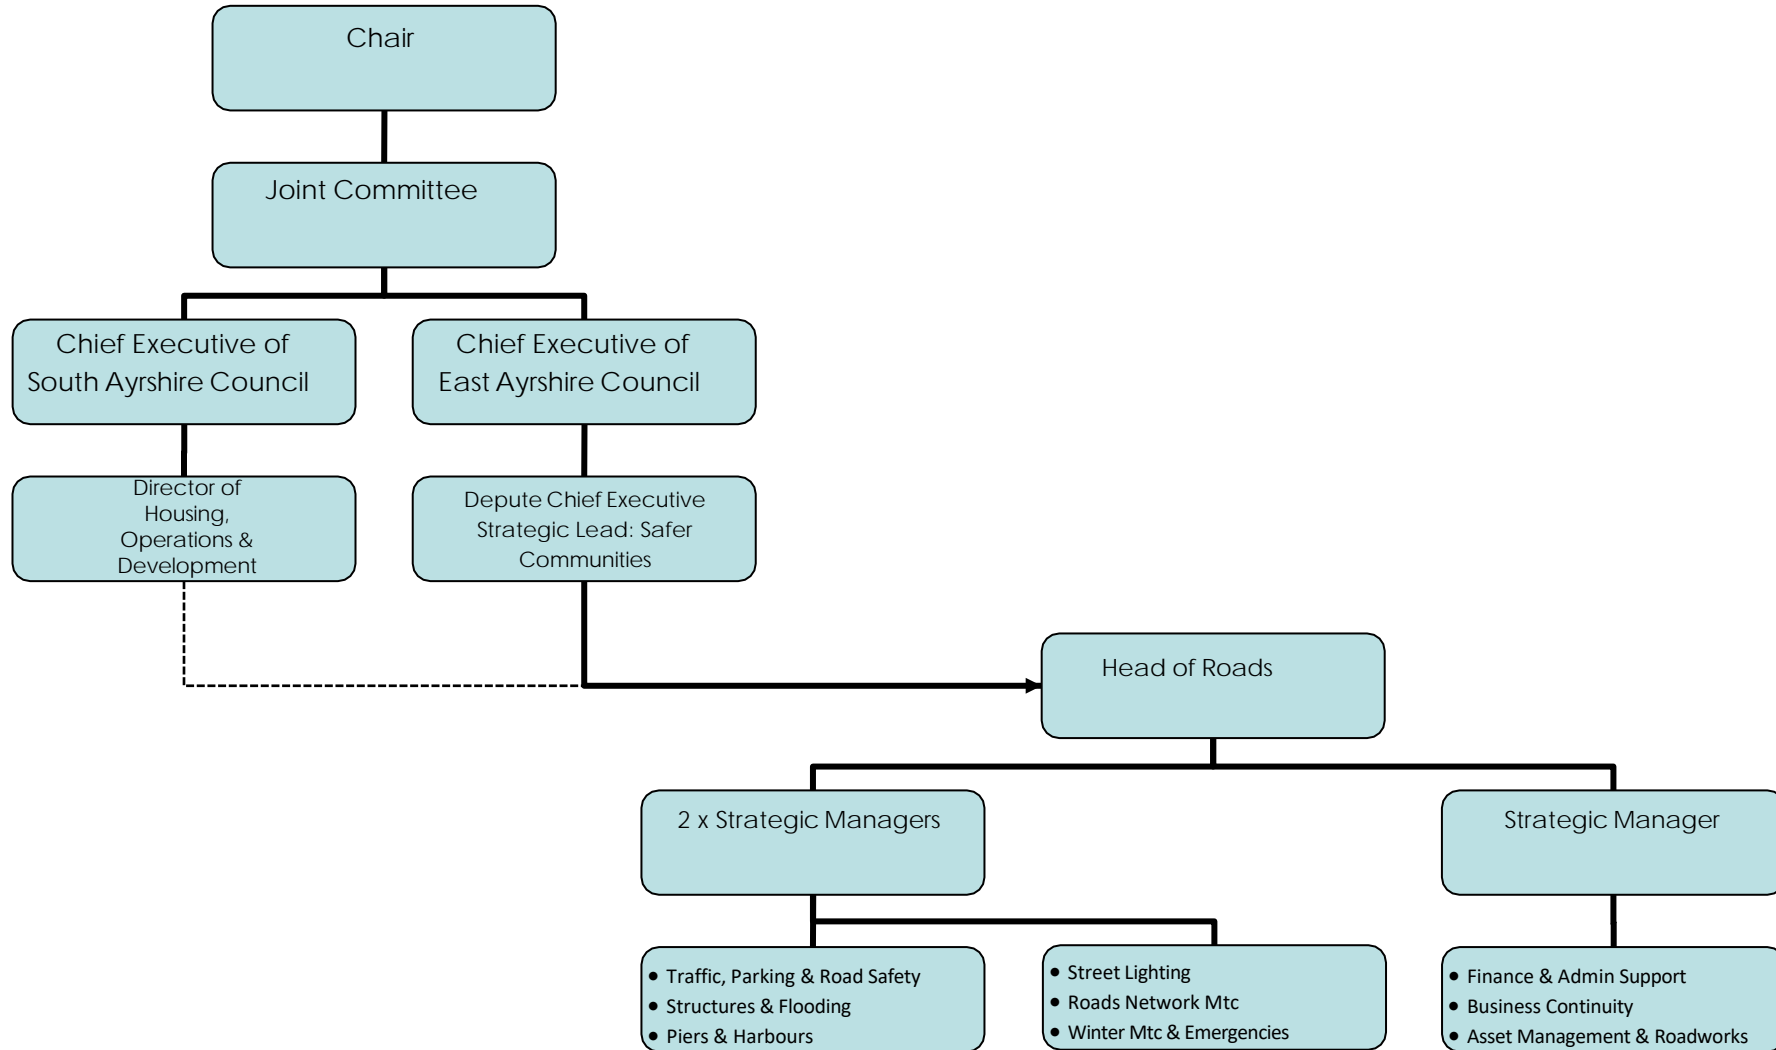 Chair
Joint Committee
Chief Executive of
South Ayrshire Council
Chief Executive of
East Ayrshire Council
Director of
Housing,
Operations &
Development
Depute Chief Executive
Strategic Lead: Safer
Communities
Head of Roads
2 x Strategic Managers
Strategic Manager
• Traffic, Parking & Road Safety
• Structures & Flooding
• Piers & Harbours
• Street Lighting
• Roads Network Mtc
• Winter Mtc & Emergencies
• Finance & Admin Support
• Business Continuity
• Asset Management & Roadworks